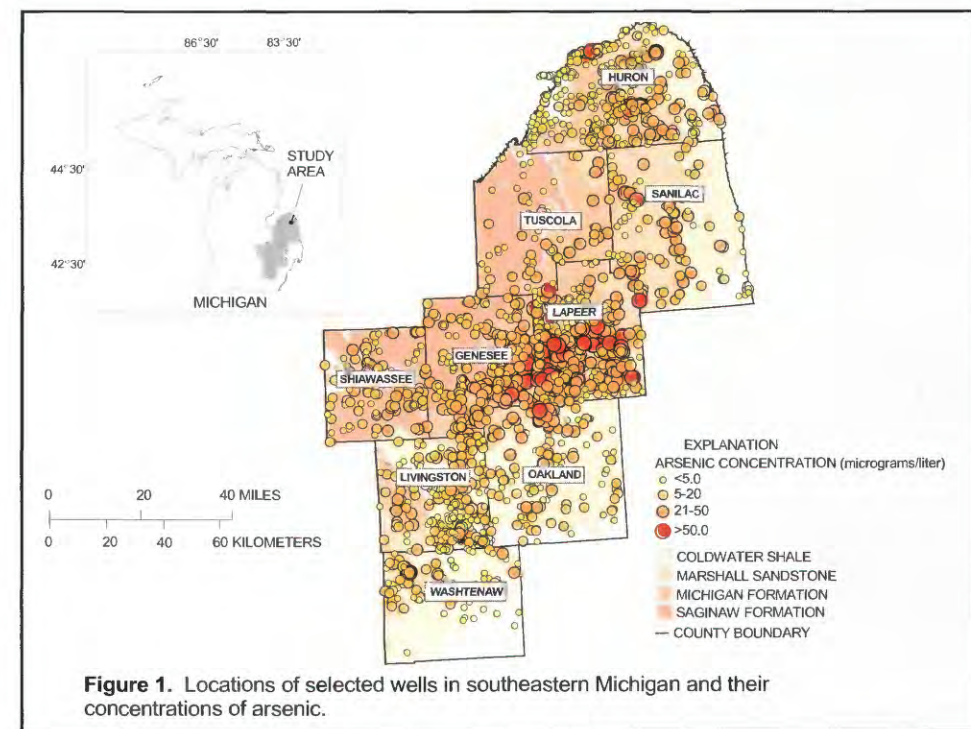 86°30' 83°30'
44°30'
42°30'
STUDY
AREA
MICHIGAN
HURON
SANILAC
TUSCOLA
LAPEER
GENESEE
SHIAWASSEE
LIVINGSTON
OAKLAND
WASHTENAW
0 20 40 MILES
0 20 40 60 KILOMETERS
EXPLANATION
ARSENIC CONCENTRATION (micrograms/liter)
<5.0
5-20
21-50
>50.0
COLDWATER SHALE
MARSHALL SANDSTONE
MICHIGAN FORMATION
SAGINAW FORMATION
COUNTY BOUNDARY
Figure 1. Locations of selected wells in southeastern Michigan and their
concentrations of arsenic.